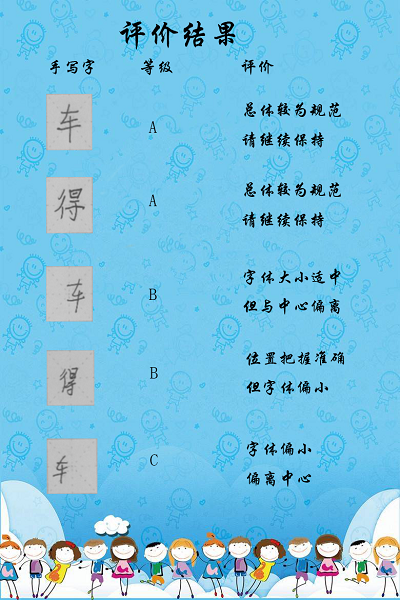 评价结果
手写字 等级 评价
车 A 总体较为规范
请继续保持
得 A 总体较为规范
请继续保持
车 B 字体大小适中
但与中心偏离
得 B 位置把握准确
但字体偏小
车 C 字体偏小
偏离中心